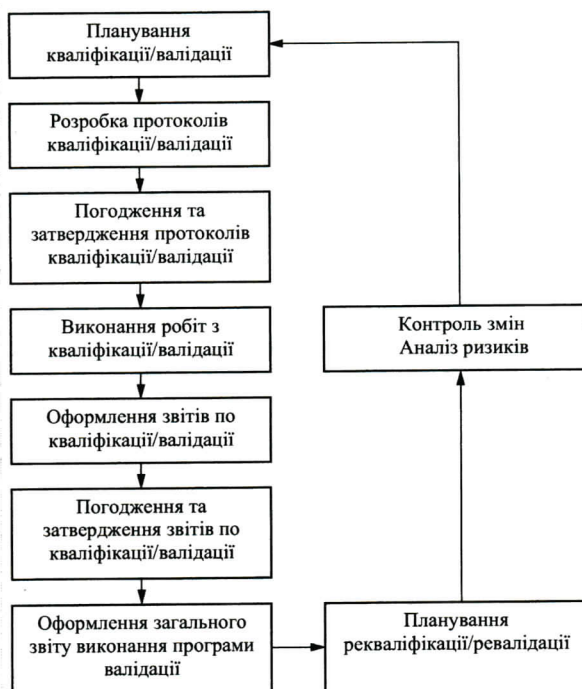 Планування
кваліфікації/валідації
Розробка протоколів
кваліфікації/валідації
Погодження та
затвердження протоколів
кваліфікації/валідації
Виконання робіт з
кваліфікації/валідації
Контроль змін
Аналіз ризиків
Оформлення звітів по
кваліфікації/валідації
Погодження та
затвердження звітів по
кваліфікації/валідації
Оформлення загального
звіту виконання програми
валідації
Планування
рекваліфікації/ревалідації